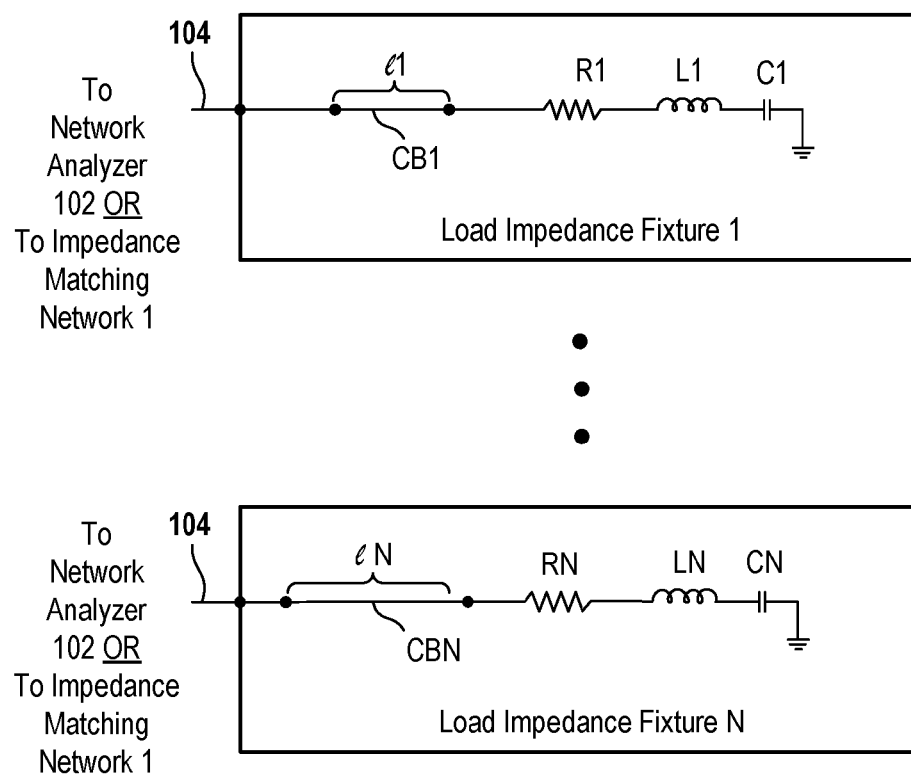 104
To
Network
Analyzer
102 OR
To Impedance
Matching
Network 1
ℓ1
CB1
R1
L1
C1
Load Impedance Fixture 1
104
To
Network
Analyzer
102 OR
To Impedance
Matching
Network 1
ℓ N
CBN
RN
LN
CN
Load Impedance Fixture N